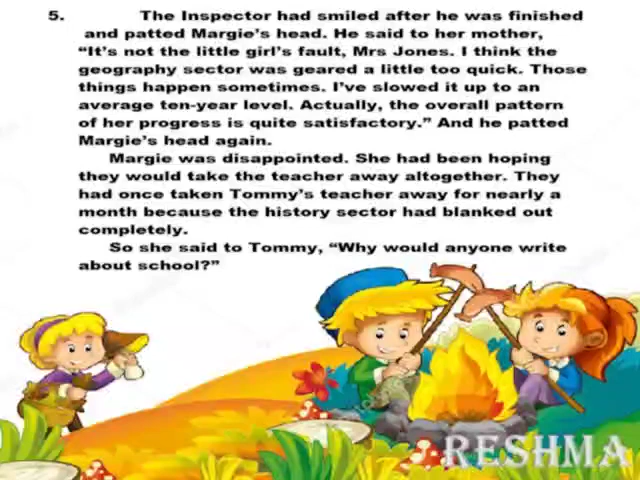 5. The Inspector had smiled after he was finished
and patted Margie's head. He said to her mother,
“It's not the little girl's fault, Mrs Jones. I think the
geography sector was geared a little too quick. Those
things happen sometimes. I've slowed it up to an
average ten-year level. Actually, the overall pattern
of her progress is quite satisfactory.” And he patted
Margie's head again.
Margie was disappointed. She had been hoping
they would take the teacher away altogether. They
had once taken Tommy's teacher away for nearly a
month because the history sector had blanked out
completely.
So she said to Tommy, “Why would anyone write
about school?”
RESHMA